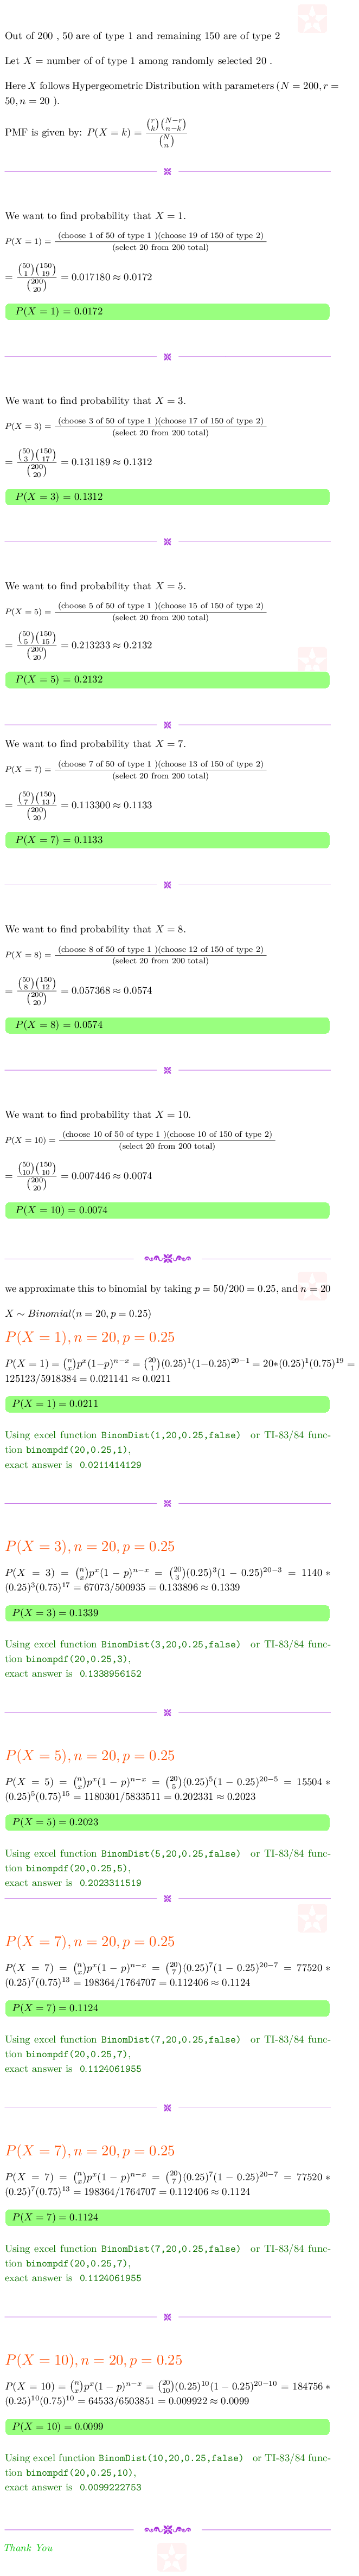 Out of 200 , 50 are of type 1 and remaining 150 are of type 2
Let X = number of of type 1 among randomly selected 20 .
Here X follows Hypergeometric Distribution with parameters (N = 200, r =
50, n = 20 ).
PMF is given by: P(X = k) = \frac{\binom{r}{k}\binom{N-r}{n-k}}{\binom{N}{n}}
We want to find probability that X = 1.
P(X = 1) = \frac{(choose 1 of 50 of type 1 )(choose 19 of 150 of type 2)}{(select 20 from 200 total)}
= \frac{\binom{50}{1}\binom{150}{19}}{\binom{200}{20}} = 0.017180 ≈ 0.0172
P(X = 1) = 0.0172
We want to find probability that X = 3.
P(X = 3) = \frac{(choose 3 of 50 of type 1 )(choose 17 of 150 of type 2)}{(select 20 from 200 total)}
= \frac{\binom{50}{3}\binom{150}{17}}{\binom{200}{20}} = 0.131189 ≈ 0.1312
P(X = 3) = 0.1312
We want to find probability that X = 5.
P(X = 5) = \frac{(choose 5 of 50 of type 1 )(choose 15 of 150 of type 2)}{(select 20 from 200 total)}
= \frac{\binom{50}{5}\binom{150}{15}}{\binom{200}{20}} = 0.213233 ≈ 0.2132
P(X = 5) = 0.2132
We want to find probability that X = 7.
P(X = 7) = \frac{(choose 7 of 50 of type 1 )(choose 13 of 150 of type 2)}{(select 20 from 200 total)}
= \frac{\binom{50}{7}\binom{150}{13}}{\binom{200}{20}} = 0.113300 ≈ 0.1133
P(X = 7) = 0.1133
We want to find probability that X = 8.
P(X = 8) = \frac{(choose 8 of 50 of type 1 )(choose 12 of 150 of type 2)}{(select 20 from 200 total)}
= \frac{\binom{50}{8}\binom{150}{12}}{\binom{200}{20}} = 0.057368 ≈ 0.0574
P(X = 8) = 0.0574
We want to find probability that X = 10.
P(X = 10) = \frac{(choose 10 of 50 of type 1 )(choose 10 of 150 of type 2)}{(select 20 from 200 total)}
= \frac{\binom{50}{10}\binom{150}{10}}{\binom{200}{20}} = 0.007446 ≈ 0.0074
P(X = 10) = 0.0074
we approximate this to binomial by taking p = 50/200 = 0.25, and n = 20
X ∼ Binomial(n = 20, p = 0.25)
P(X = 1), n = 20, p = 0.25
P(X = 1) = \binom{n}{x}p^x(1−p)^{n−x} = \binom{20}{1}(0.25)^1(1−0.25)^{20−1} = 20∗(0.25)^1(0.75)^{19} =
125123/5918384 = 0.021141 ≈ 0.0211
P(X = 1) = 0.0211
Using excel function BinomDist(1,20,0.25,false) or TI-83/84 func-
tion binompdf(20,0.25,1),
exact answer is 0.0211414129
P(X = 3), n = 20, p = 0.25
P(X = 3) = \binom{n}{x}p^x(1 − p)^{n−x} = \binom{20}{3}(0.25)^3(1 − 0.25)^{20−3} = 1140 ∗
(0.25)^3(0.75)^{17} = 67073/500935 = 0.133896 ≈ 0.1339
P(X = 3) = 0.1339
Using excel function BinomDist(3,20,0.25,false) or TI-83/84 func-
tion binompdf(20,0.25,3),
exact answer is 0.1338956152
P(X = 5), n = 20, p = 0.25
P(X = 5) = \binom{n}{x}p^x(1 − p)^{n−x} = \binom{20}{5}(0.25)^5(1 − 0.25)^{20−5} = 15504 ∗
(0.25)^5(0.75)^{15} = 1180301/5833511 = 0.202331 ≈ 0.2023
P(X = 5) = 0.2023
Using excel function BinomDist(5,20,0.25,false) or TI-83/84 func-
tion binompdf(20,0.25,5),
exact answer is 0.2023311519
P(X = 7), n = 20, p = 0.25
P(X = 7) = \binom{n}{x}p^x(1 − p)^{n−x} = \binom{20}{7}(0.25)^7(1 − 0.25)^{20−7} = 77520 ∗
(0.25)^7(0.75)^{13} = 198364/1764707 = 0.112406 ≈ 0.1124
P(X = 7) = 0.1124
Using excel function BinomDist(7,20,0.25,false) or TI-83/84 func-
tion binompdf(20,0.25,7),
exact answer is 0.1124061955
P(X = 7), n = 20, p = 0.25
P(X = 7) = \binom{n}{x}p^x(1 − p)^{n−x} = \binom{20}{7}(0.25)^7(1 − 0.25)^{20−7} = 77520 ∗
(0.25)^7(0.75)^{13} = 198364/1764707 = 0.112406 ≈ 0.1124
P(X = 7) = 0.1124
Using excel function BinomDist(7,20,0.25,false) or TI-83/84 func-
tion binompdf(20,0.25,7),
exact answer is 0.1124061955
P(X = 10), n = 20, p = 0.25
P(X = 10) = \binom{n}{x}p^x(1 − p)^{n−x} = \binom{20}{10}(0.25)^{10}(1 − 0.25)^{20−10} = 184756 ∗
(0.25)^{10}(0.75)^{10} = 64533/6503851 = 0.009922 ≈ 0.0099
P(X = 10) = 0.0099
Using excel function BinomDist(10,20,0.25,false) or TI-83/84 func-
tion binompdf(20,0.25,10),
exact answer is 0.0099222753
Thank You